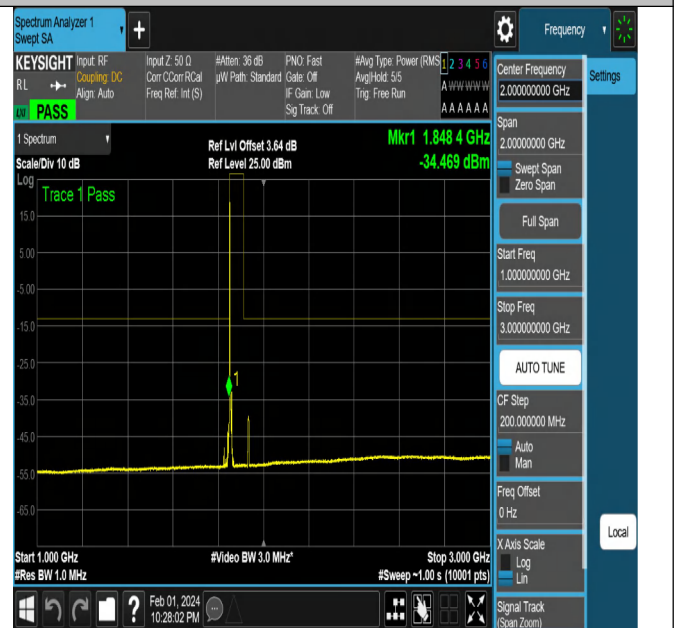 Spectrum Analyzer 1
Swept SA
Frequency
KEYSIGHT
RL
LXI PASS
Input: RF
Coupling: DC
Align: Auto
Input Z: 50 Ω
Corr CCorr RCal
Freq Ref: Int (S)
#Atten: 36 dB
µW Path: Standard
PNO: Fast
Gate: Off
IF Gain: Low
Sig Track: Off
#Avg Type: Power (RMS
Avg|Hold: 5/5
Trig: Free Run
1 2 3 4 5 6
A W W W W W
A A A A A A
1 Spectrum
Scale/Div 10 dB
Log
Ref Lvl Offset 3.64 dB
Ref Level 25.00 dBm
Mkr1 1.848 4 GHz
-34.469 dBm
Trace 1 Pass
15.0
5.00
-5.00
-15.0
-25.0
-35.0
-45.0
-55.0
-65.0
1
Start 1.000 GHz
#Res BW 1.0 MHz
#Video BW 3.0 MHz*
Stop 3.000 GHz
#Sweep ~1.00 s (10001 pts)
Feb 01, 2024
10:28:02 PM
Center Frequency
2.000000000 GHz
Settings
Span
2.00000000 GHz
Swept Span
Zero Span
Full Span
Start Freq
1.000000000 GHz
Stop Freq
3.000000000 GHz
AUTO TUNE
CF Step
200.000000 MHz
Auto
Man
Freq Offset
0 Hz
Local
X Axis Scale
Log
Lin
Signal Track
(Span Zoom)